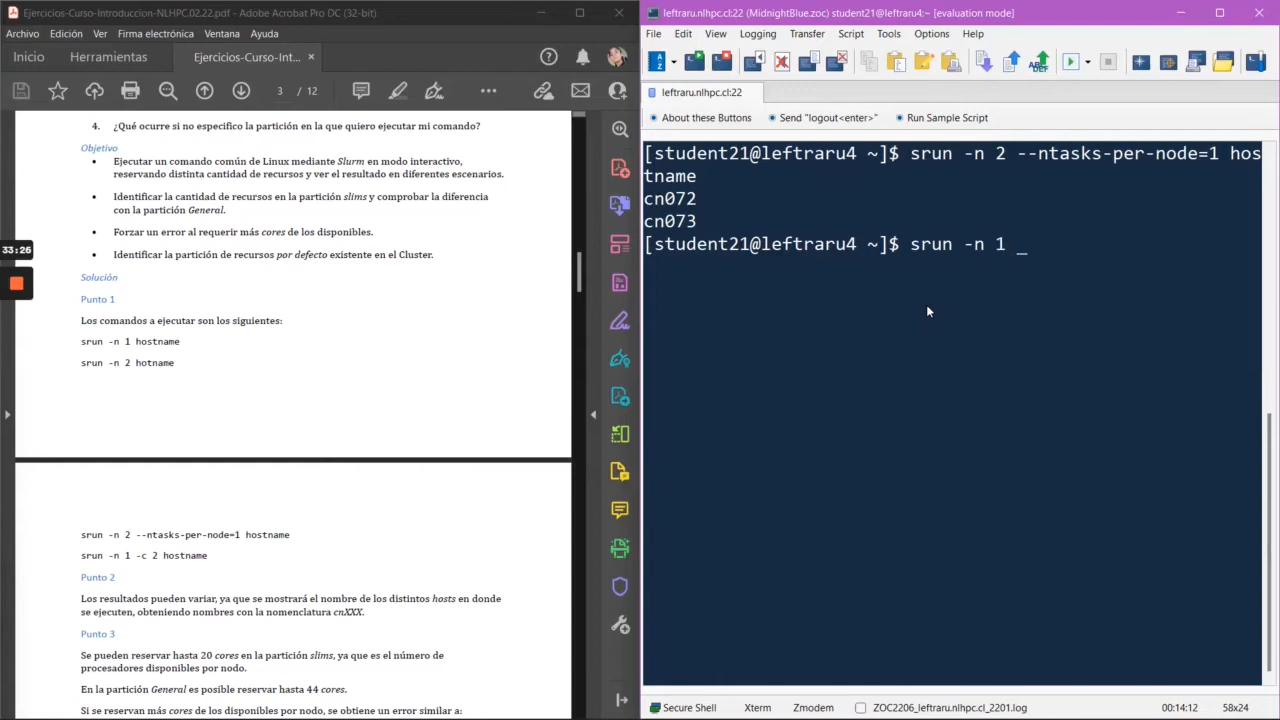 Ejercicios-Curso-Introduccion-NLHPC.02.22.pdf - Adobe Acrobat Pro DC (32-bit)
Archivo Edición Ver Firma electrónica Ventana Ayuda
Inicio Herramientas Ejercicios-Curso-Int... ×
3 / 12
4. ¿Qué ocurre si no especifico la partición en la que quiero ejecutar mi comando?
Objetivo
• Ejecutar un comando común de Linux mediante Slurm en modo interactivo,
reservando distinta cantidad de recursos y ver el resultado en diferentes escenarios.
• Identificar la cantidad de recursos en la partición slims y comprobar la diferencia
con la partición General.
• Forzar un error al requerir más cores de los disponibles.
• Identificar la partición de recursos por defecto existente en el Cluster.
33:26
Solución
Punto 1
Los comandos a ejecutar son los siguientes:
srun -n 1 hostname
srun -n 2 hotname
srun -n 2 --ntasks-per-node=1 hostname
srun -n 1 -c 2 hostname
Punto 2
Los resultados pueden variar, ya que se mostrará el nombre de los distintos hosts en donde
se ejecuten, obteniendo nombres con la nomenclatura cnXXX.
Punto 3
Se pueden reservar hasta 20 cores en la partición slims, ya que es el número de
procesadores disponibles por nodo.
En la partición General es posible reservar hasta 44 cores.
Si se reservan más cores de los disponibles por nodo, se obtiene un error similar a:
leftraru.nlhpc.cl:22 (MidnightBlue.zoc) student21@leftraru4:~ [evaluation mode]
File Edit View Logging Transfer Script Tools Options Help
leftraru.nlhpc.cl:22
About these Buttons Send "logout<enter>" Run Sample Script
[student21@leftraru4 ~]$ srun -n 2 --ntasks-per-node=1 hos
tname
cn072
cn073
[student21@leftraru4 ~]$ srun -n 1 _
Secure Shell Xterm Zmodem ZOC2206_leftraru.nlhpc.cl_2201.log 00:14:12 58x24